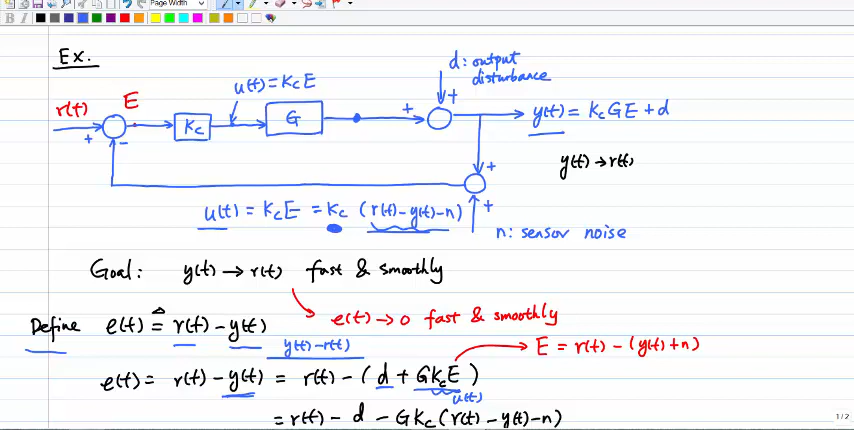 Page Width
B I
Ex.
d: output
disturbance
u(t) = KcE
r(t)
E
+
-
Kc
G
+
+
y(t) = KcGE + d
y(t) → r(t)
+
+
u(t) = KcE = Kc (r(t) - y(t) - n)
n: sensor noise
Goal: y(t) → r(t) fast & smoothly
e(t) → 0 fast & smoothly
Define e(t) ≜ r(t) - y(t)
y(t) - r(t)
E = r(t) - (y(t) + n)
e(t) = r(t) - y(t) = r(t) - (d + GKcE)
u(t)
= r(t) - d - GKc (r(t) - y(t) - n)
1/2